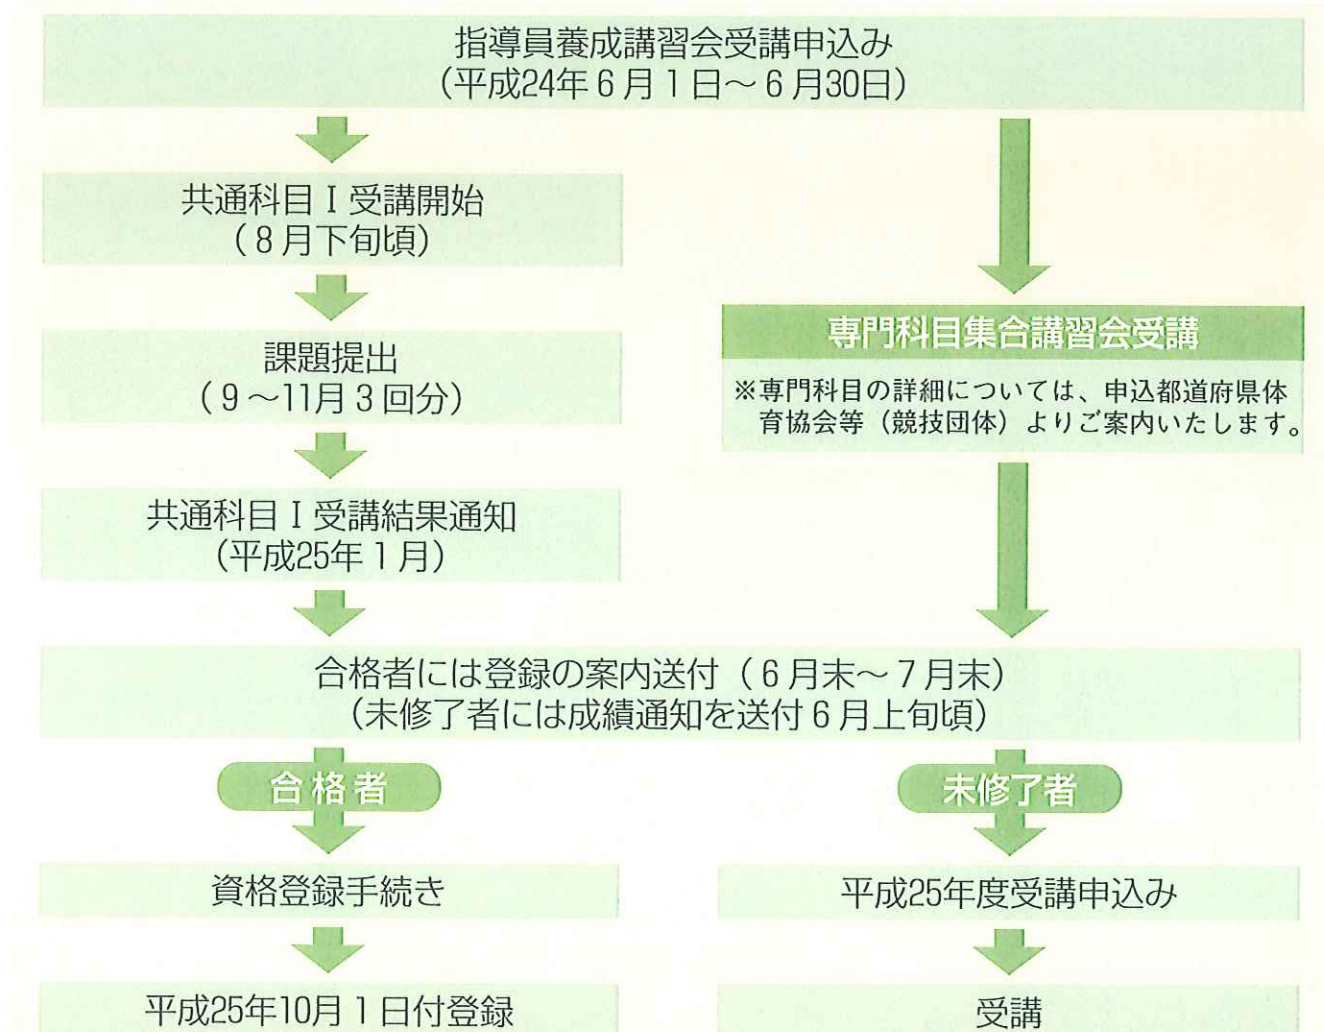 指導員養成講習会受講申込み
（平成24年6月1日～6月30日）
共通科目Ⅰ受講開始
（8月下旬頃）
課題提出
（9～11月3回分）
共通科目Ⅰ受講結果通知
（平成25年1月）
専門科目集合講習会受講
※専門科目の詳細については、申込都道府県体
育協会等（競技団体）よりご案内いたします。
合格者には登録の案内送付（6月末～7月末）
（未修了者には成績通知を送付6月上旬頃）
合格者
資格登録手続き
平成25年10月1日付登録
未修了者
平成25年度受講申込み
受講